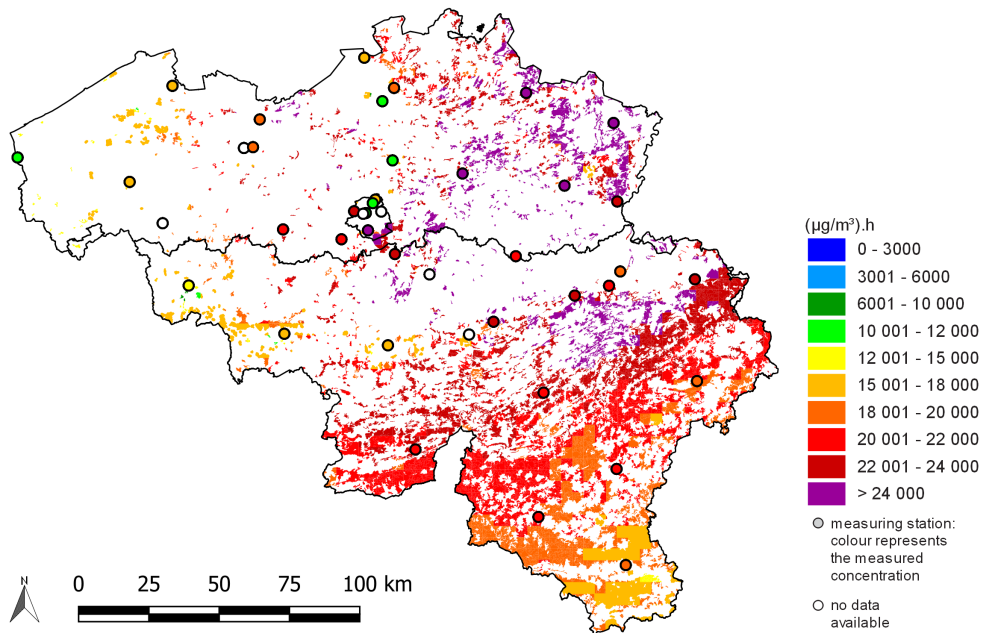 (µg/m³).h
0 - 3000
3001 - 6000
6001 - 10 000
10 001 - 12 000
12 001 - 15 000
15 001 - 18 000
18 001 - 20 000
20 001 - 22 000
22 001 - 24 000
> 24 000
measuring station:
colour represents
the measured
concentration
no data
available
N
0 25 50 75 100 km